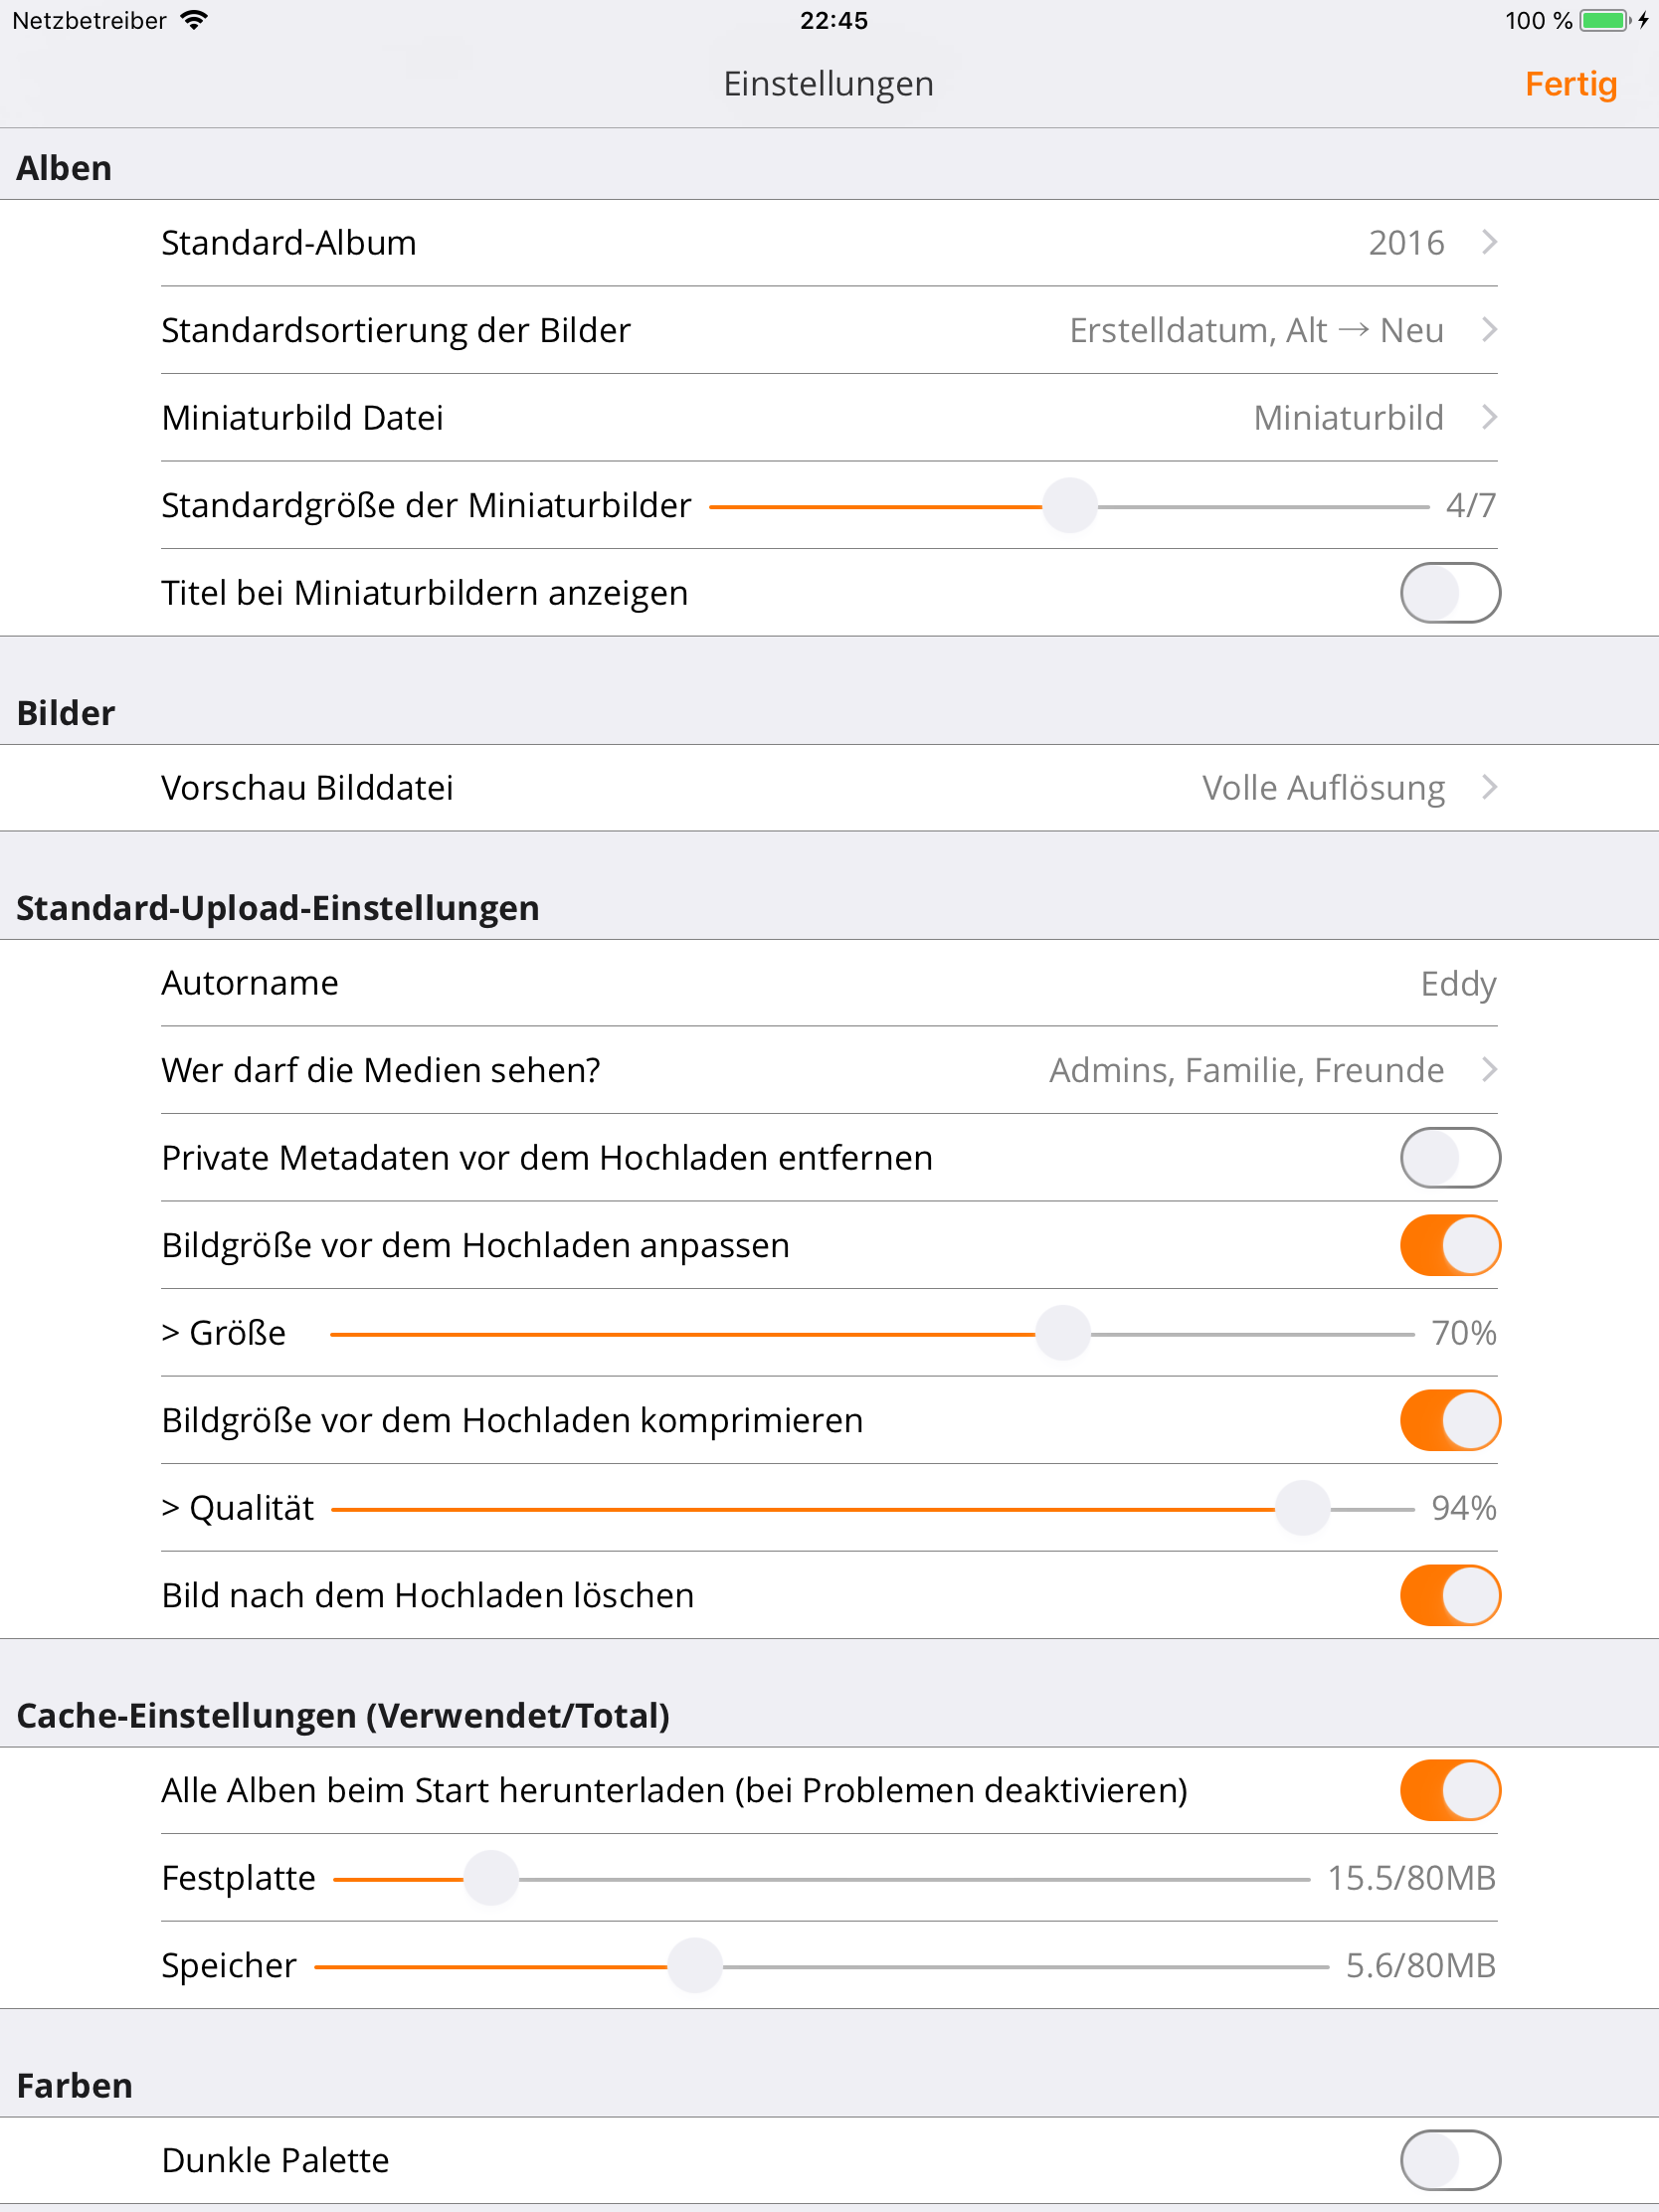 Netzbetreiber 22:45 100 %
Einstellungen Fertig
Alben
Standard-Album 2016
Standardsortierung der Bilder Erstelldatum, Alt → Neu
Miniaturbild Datei Miniaturbild
Standardgröße der Miniaturbilder 4/7
Titel bei Miniaturbildern anzeigen
Bilder
Vorschau Bilddatei Volle Auflösung
Standard-Upload-Einstellungen
Autorname Eddy
Wer darf die Medien sehen? Admins, Familie, Freunde
Private Metadaten vor dem Hochladen entfernen
Bildgröße vor dem Hochladen anpassen
> Größe 70%
Bildgröße vor dem Hochladen komprimieren
> Qualität 94%
Bild nach dem Hochladen löschen
Cache-Einstellungen (Verwendet/Total)
Alle Alben beim Start herunterladen (bei Problemen deaktivieren)
Festplatte 15.5/80MB
Speicher 5.6/80MB
Farben
Dunkle Palette